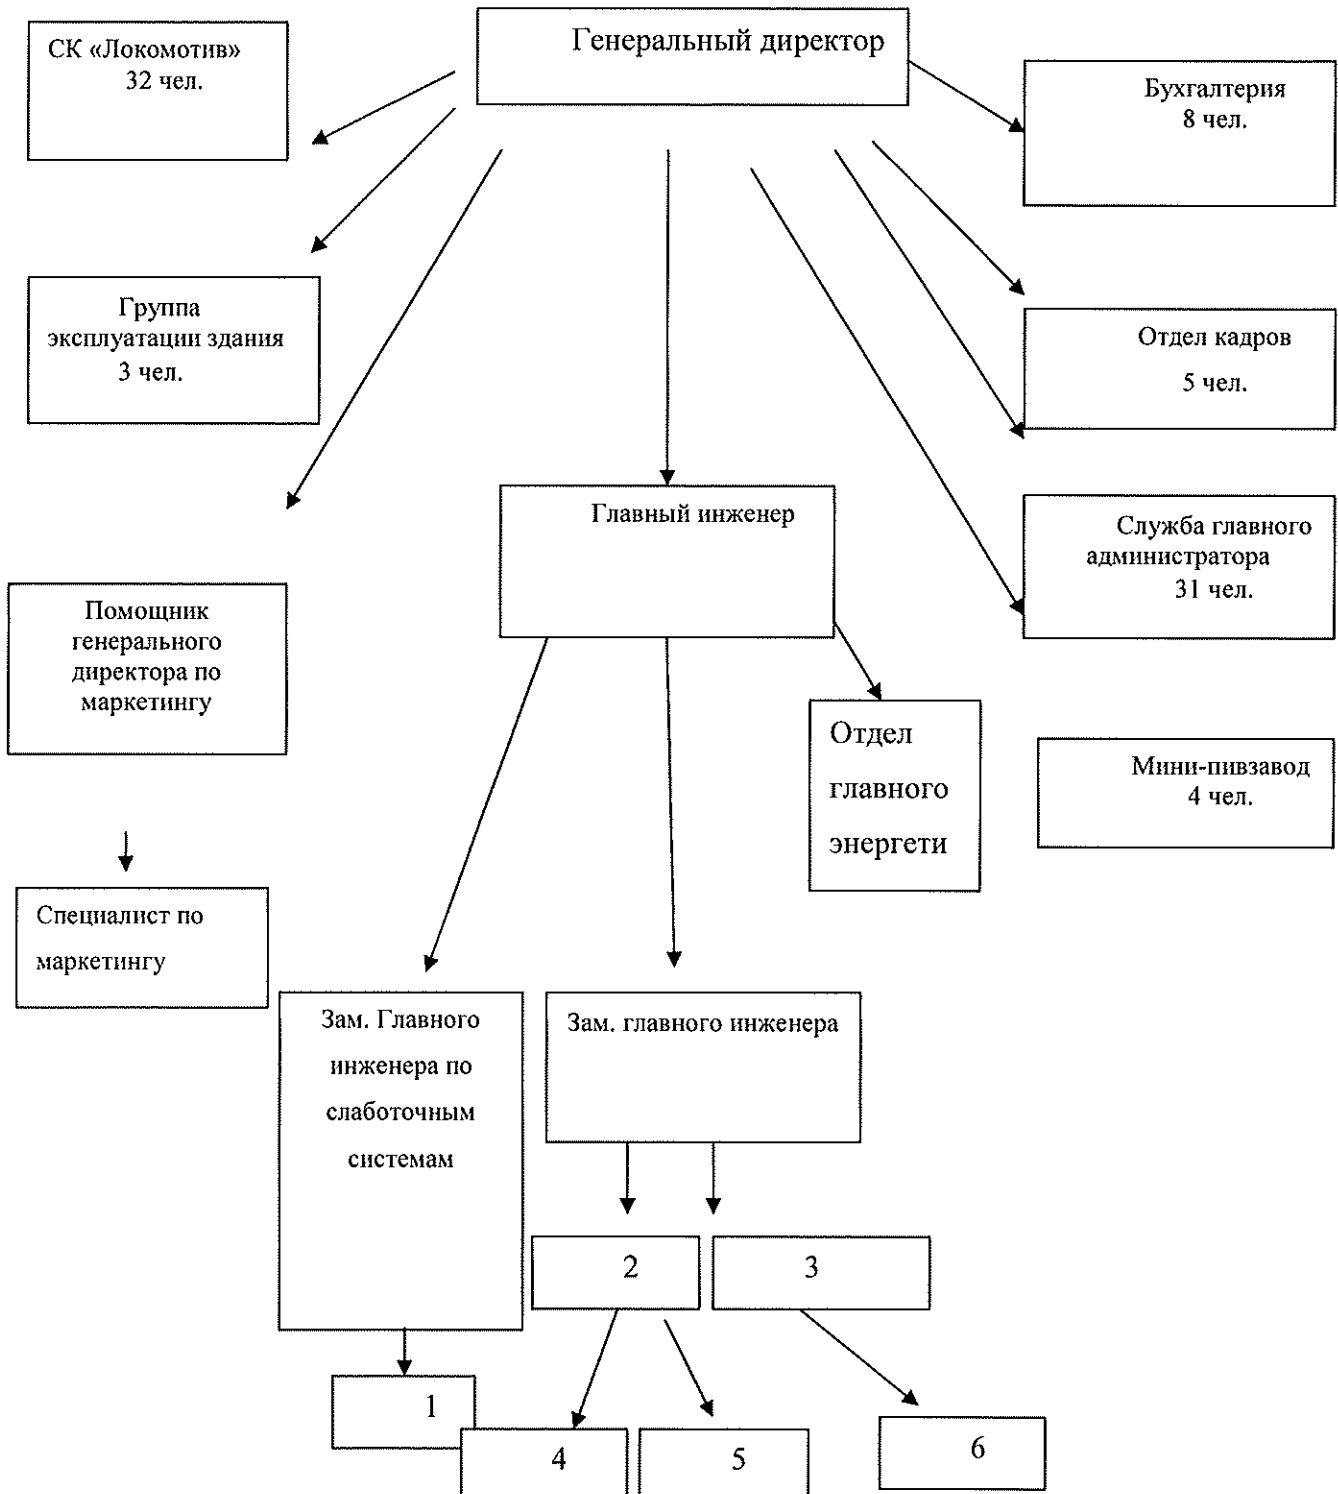 СК «Локомотив»
32 чел.
Генеральный директор
Бухгалтерия
8 чел.
Группа
эксплуатации здания
3 чел.
Отдел кадров
5 чел.
Главный инженер
Служба главного
администратора
31 чел.
Помощник
генерального
директора по
маркетингу
Отдел
главного
энергети
Мини-пивзавод
4 чел.
Специалист по
маркетингу
Зам. Главного
инженера по
слаботочным
системам
Зам. главного инженера
2
3
1
4
5
6